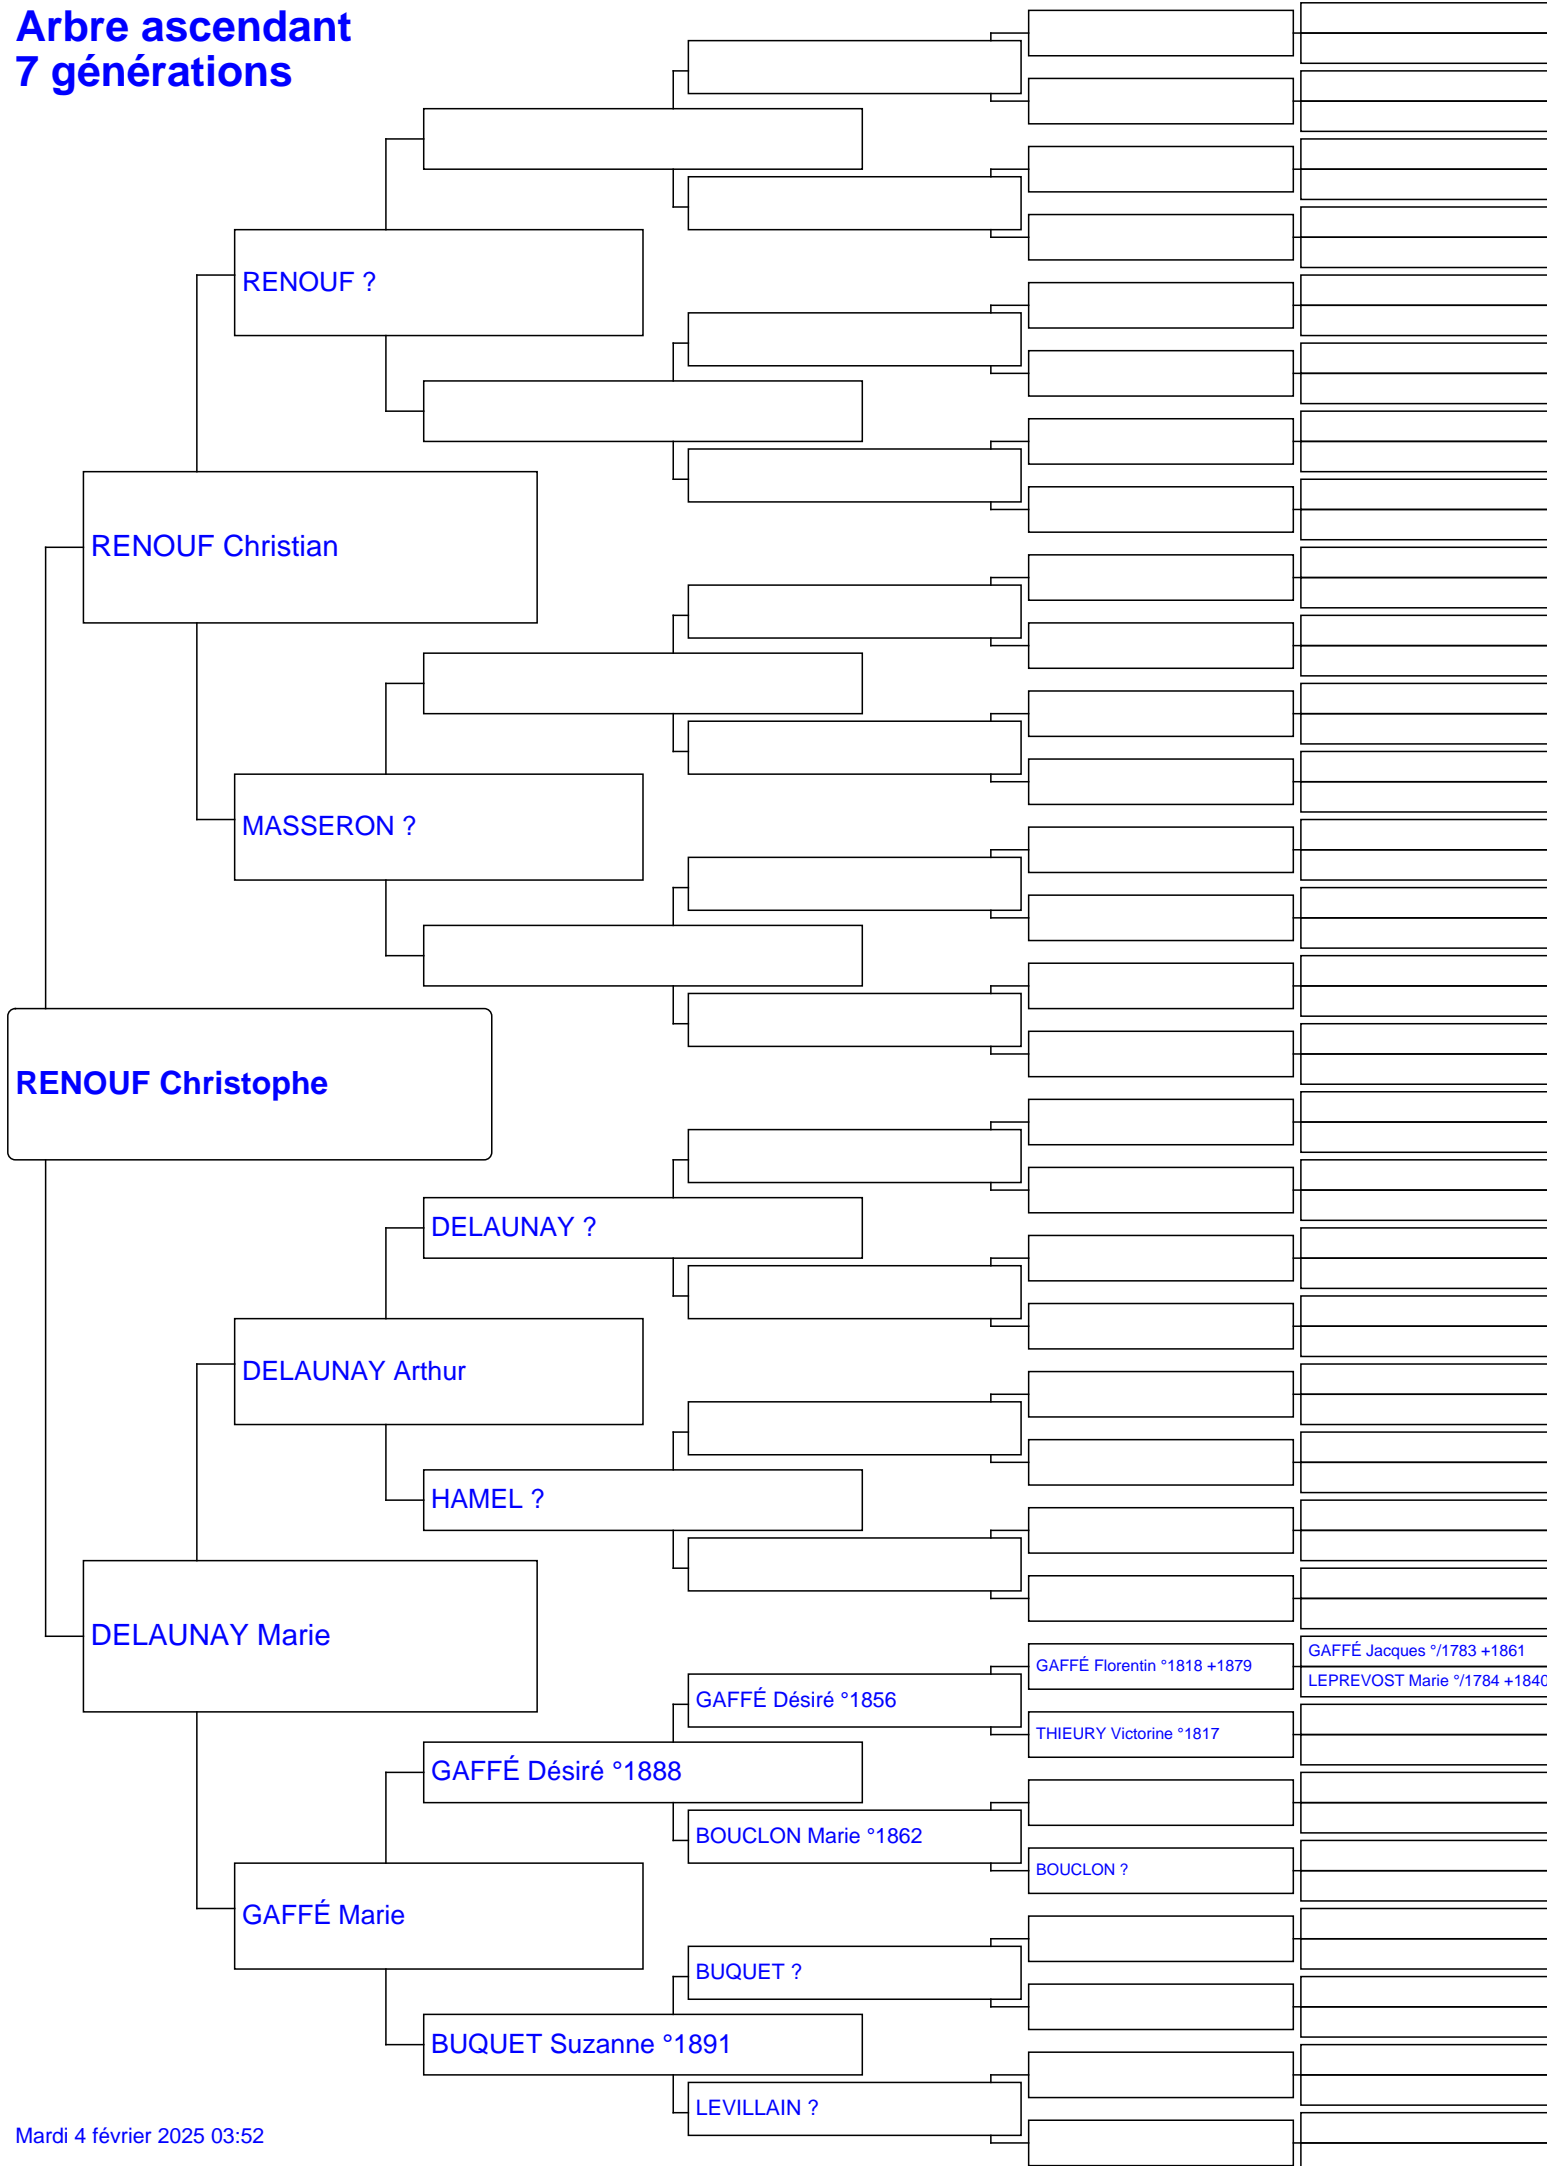 Arbre ascendant
7 générations
RENOUF ?
RENOUF Christian
MASSERON ?
RENOUF Christophe
DELAUNAY ?
DELAUNAY Arthur
HAMEL ?
DELAUNAY Marie
GAFFÉ Jacques °/1783 +1861
GAFFÉ Florentin °1818 +1879
LEPREVOST Marie °/1784 +1840
GAFFÉ Désiré °1856
THIEURY Victorine °1817
GAFFÉ Désiré °1888
BOUCLON Marie °1862
BOUCLON ?
GAFFÉ Marie
BUQUET ?
BUQUET Suzanne °1891
LEVILLAIN ?
Mardi 4 février 2025 03:52